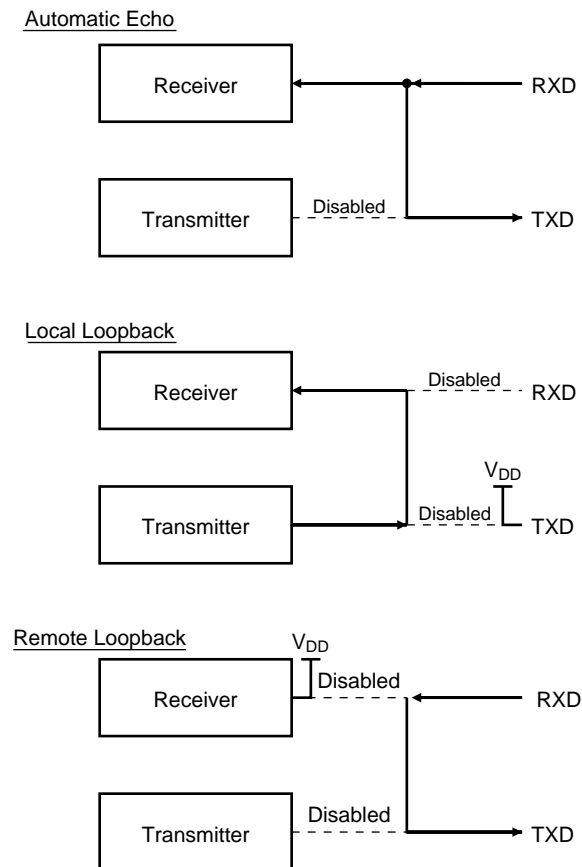 Automatic Echo
Receiver
RXD
Transmitter
Disabled
TXD
Local Loopback
Receiver
Disabled
RXD
VDD
Transmitter
Disabled
TXD
Remote Loopback
VDD
Receiver
Disabled
RXD
Transmitter
Disabled
TXD